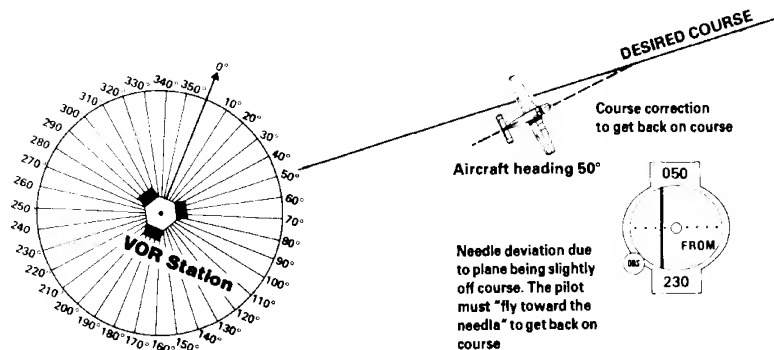 0°
10°
20°
30°
40°
50°
60°
70°
80°
90°
100°
110°
120°
130°
140°
160°
170°
180°
190°
200°
210°
220°
230°
240°
250°
260°
270°
280°
290°
300°
310°
320°
330°
340°
350°
VOR Station
DESIRED COURSE
Course correction
to get back on course
Aircraft heading 50°
050
FROM
OBS
230
Needle deviation due
to plane being slightly
off course. The pilot
must "fly toward the
needla" to get back on
course